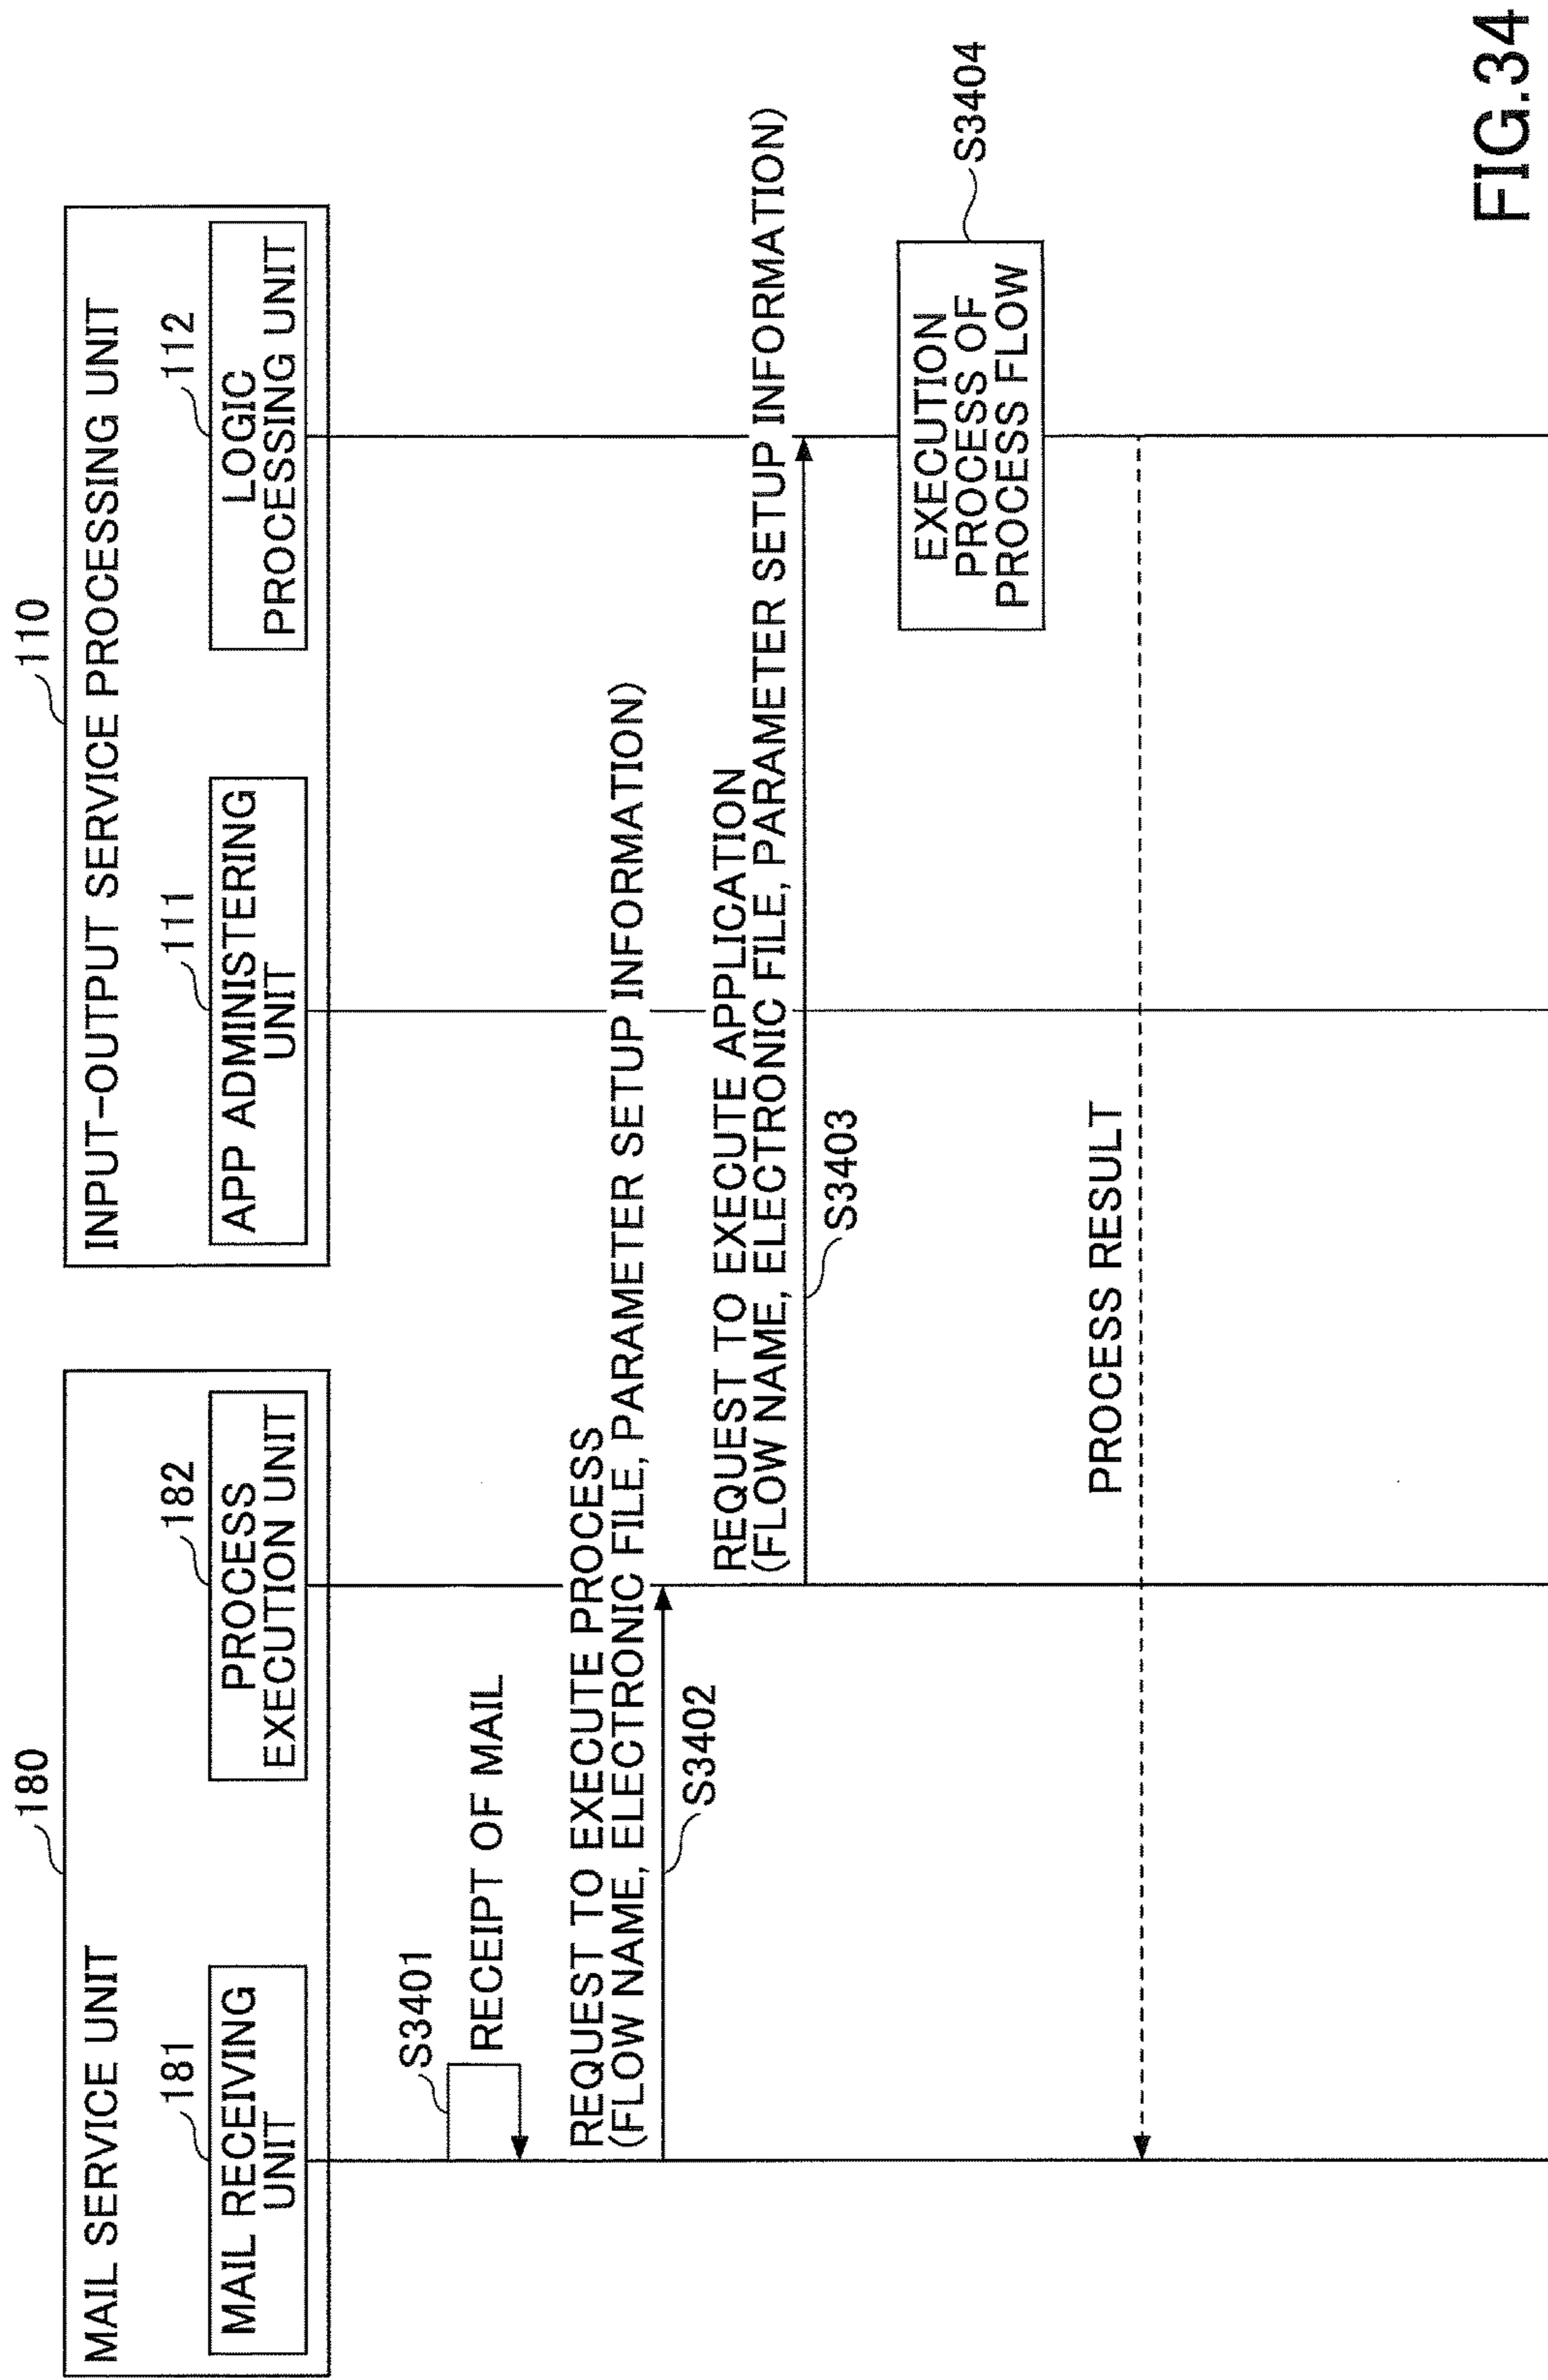 180
MAIL SERVICE UNIT
181
MAIL RECEIVING
UNIT
182
PROCESS
EXECUTION UNIT
110
INPUT-OUTPUT SERVICE PROCESSING UNIT
111
APP ADMINISTERING
UNIT
112
LOGIC
PROCESSING UNIT
S3401
RECEIPT OF MAIL
REQUEST TO EXECUTE PROCESS
(FLOW NAME, ELECTRONIC FILE, PARAMETER SETUP INFORMATION)
S3402
REQUEST TO EXECUTE APPLICATION
(FLOW NAME, ELECTRONIC FILE, PARAMETER SETUP INFORMATION)
S3403
EXECUTION
PROCESS OF
PROCESS FLOW
S3404
PROCESS RESULT
FIG.34